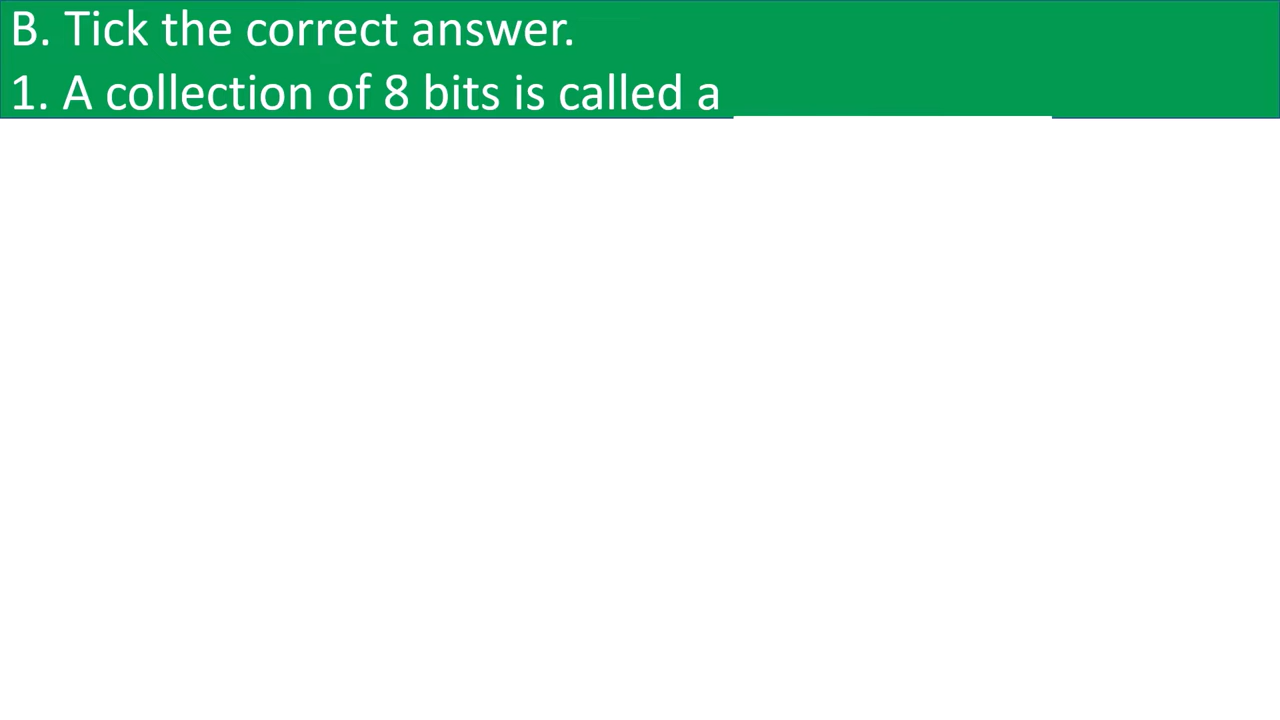 B. Tick the correct answer.
1. A collection of 8 bits is called a